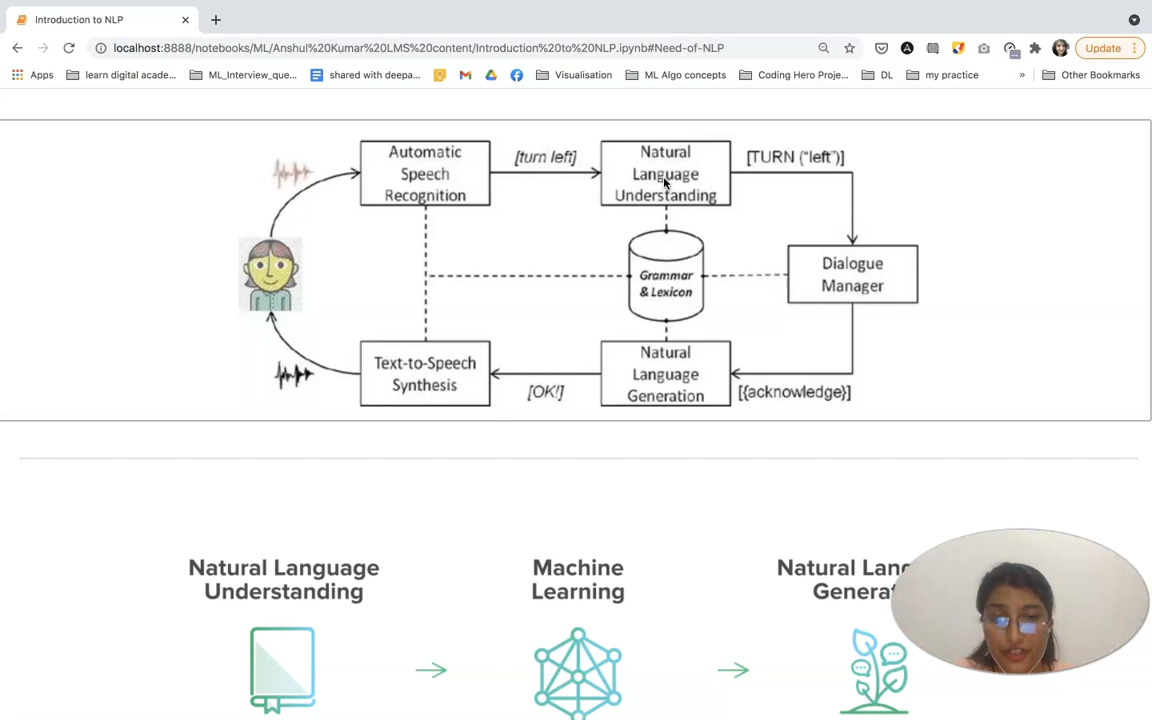 Introduction to NLP
localhost:8888/notebooks/ML/Anshul%20Kumar%20LMS%20content/Introduction%20to%20NLP.ipynb#Need-of-NLP
Update
Apps
learn digital acade...
ML_Interview_que...
shared with deepa...
Visualisation
ML Algo concepts
Coding Hero Proje...
DL
my practice
»
Other Bookmarks
Automatic
Speech
Recognition
[turn left]
Natural
Language
Understanding
[TURN ("left")]
Grammar
& Lexicon
Dialogue
Manager
Text-to-Speech
Synthesis
[OK!]
Natural
Language
Generation
[{acknowledge}]
Natural Language
Understanding
Machine
Learning
Natural Lan
Genera